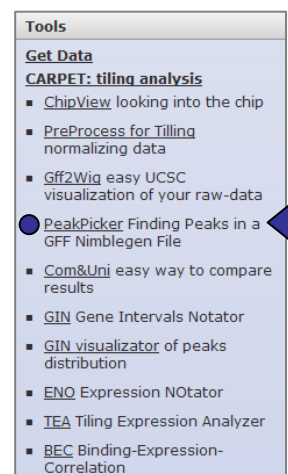 Tools
Get Data
CARPET: tiling analysis
ChipView looking into the chip
PreProcess for Tilling
normalizing data
Gff2Wig easy UCSC
visualization of your raw-data
PeakPicker Finding Peaks in a
GFF Nimblegen File
Com&Uni easy way to compare
results
GIN Gene Intervals Notator
GIN visualizator of peaks
distribution
ENO Expression NOtator
TEA Tiling Expression Analyzer
BEC Binding-Expression-
Correlation